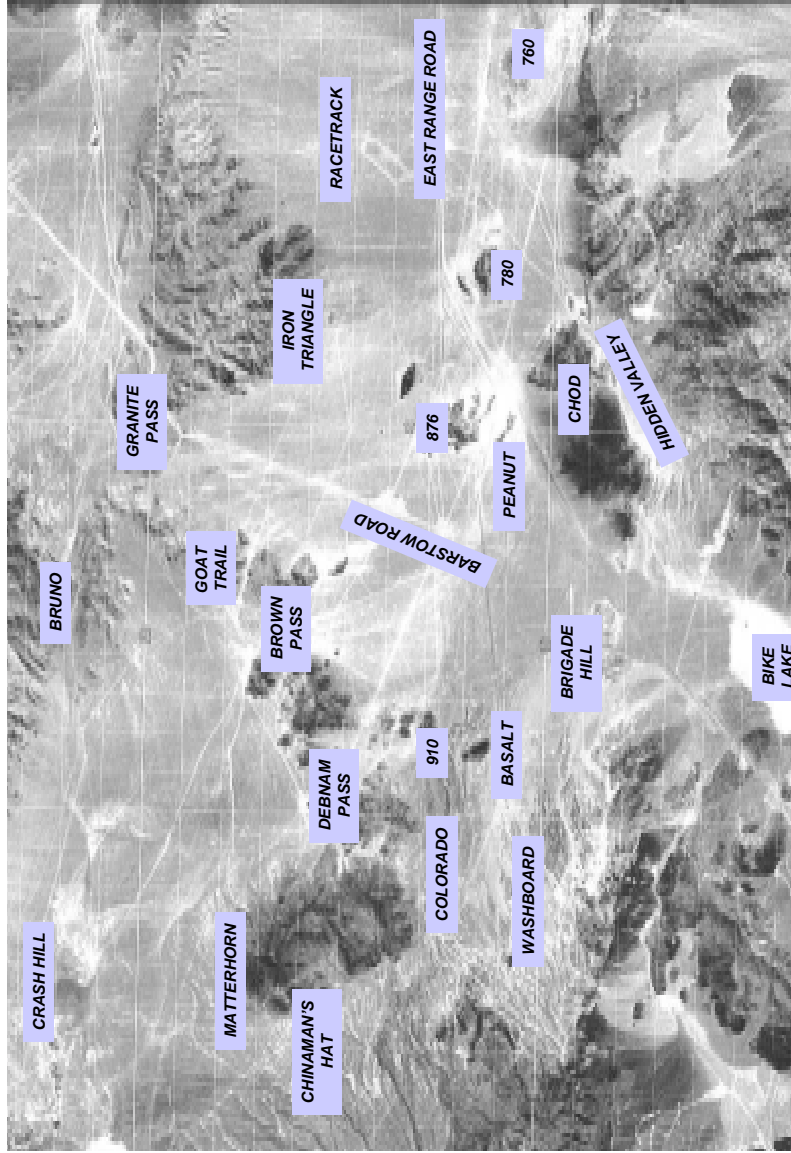 CRASH HILL
BRUNO
GRANITE
PASS
MATTERHORN
GOAT
TRAIL
CHINAMAN'S
HAT
DEBNAM
PASS
BROWN
PASS
IRON
TRIANGLE
RACETRACK
BARSTOW ROAD
COLORADO
910
876
EAST RANGE ROAD
WASHBOARD
BASALT
PEANUT
780
760
BRIGADE
HILL
CHOD
HIDDEN VALLEY
BIKE
LAKE